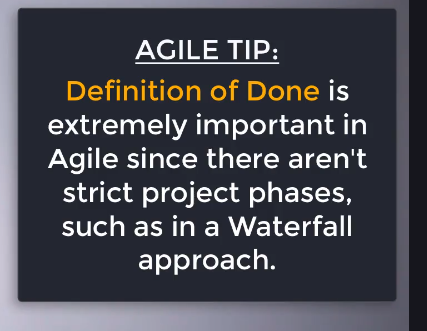 AGILE TIP:
Definition of Done is
extremely important in
Agile since there aren't
strict project phases,
such as in a Waterfall
approach.